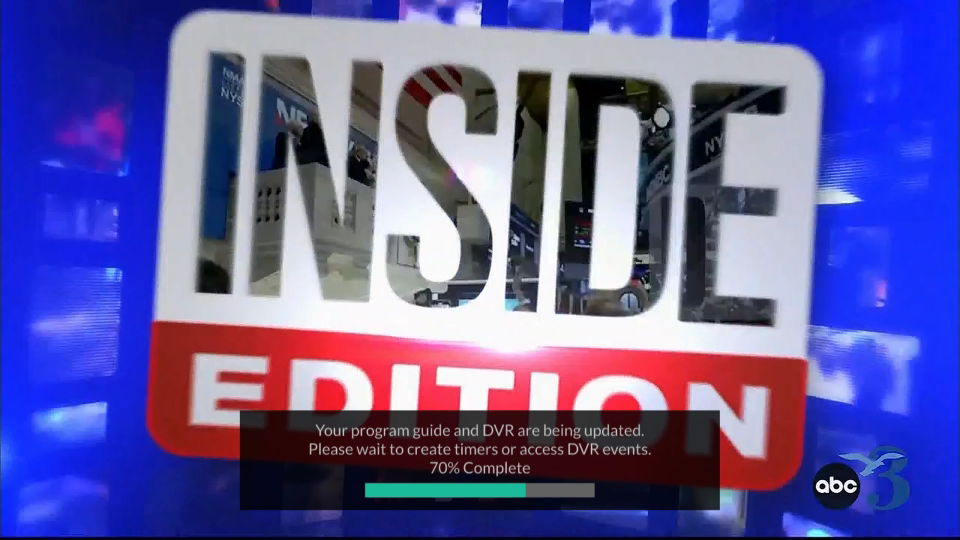 INSIDE
EDITION
Your program guide and DVR are being updated.
Please wait to create timers or access DVR events.
70% Complete
abc 3